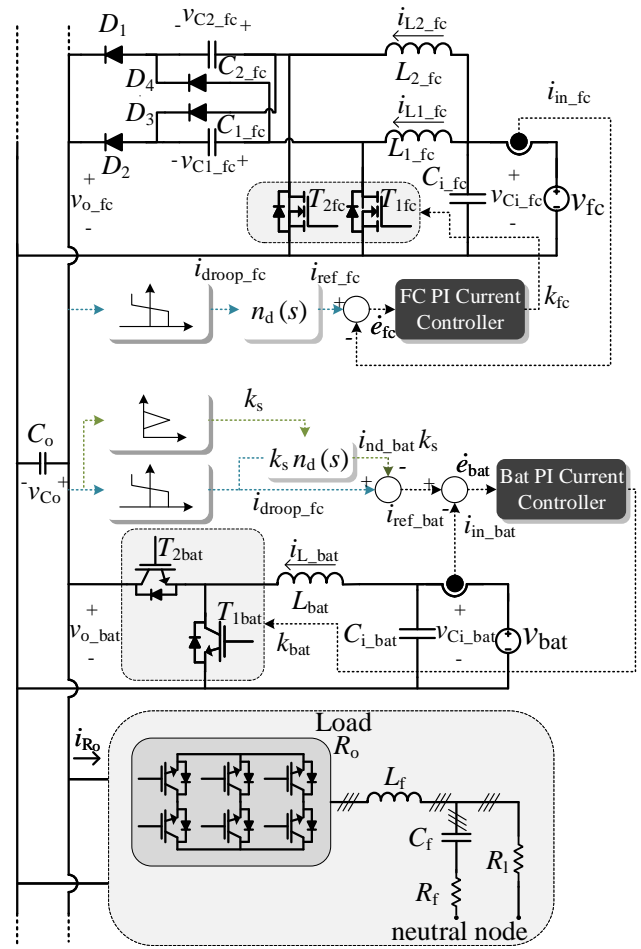 D1 -vC2_fc+ iL2_fc
D4 C2_fc L2_fc
D3 iL1_fc iin_fc
C1_fc L1_fc
D2 -vC1_fc+ Ci_fc +
+ T2fc T1fc vCi_fc vfc
vo_fc -
-
idroop_fc iref_fc kfc
nd(s) + FC PI Current
- efc Controller
ks
Co ind_bat ks
ks nd(s) - ebat
-vCo+ + + Bat PI Current
idroop_fc iref_bat - Controller
iin_bat
T2bat iL_bat
+ Lbat +
vo_bat T1bat Ci_bat vCi_bat vbat
- kbat -
Load
iRo Ro
Lf
Cf
Rl
Rf
neutral node